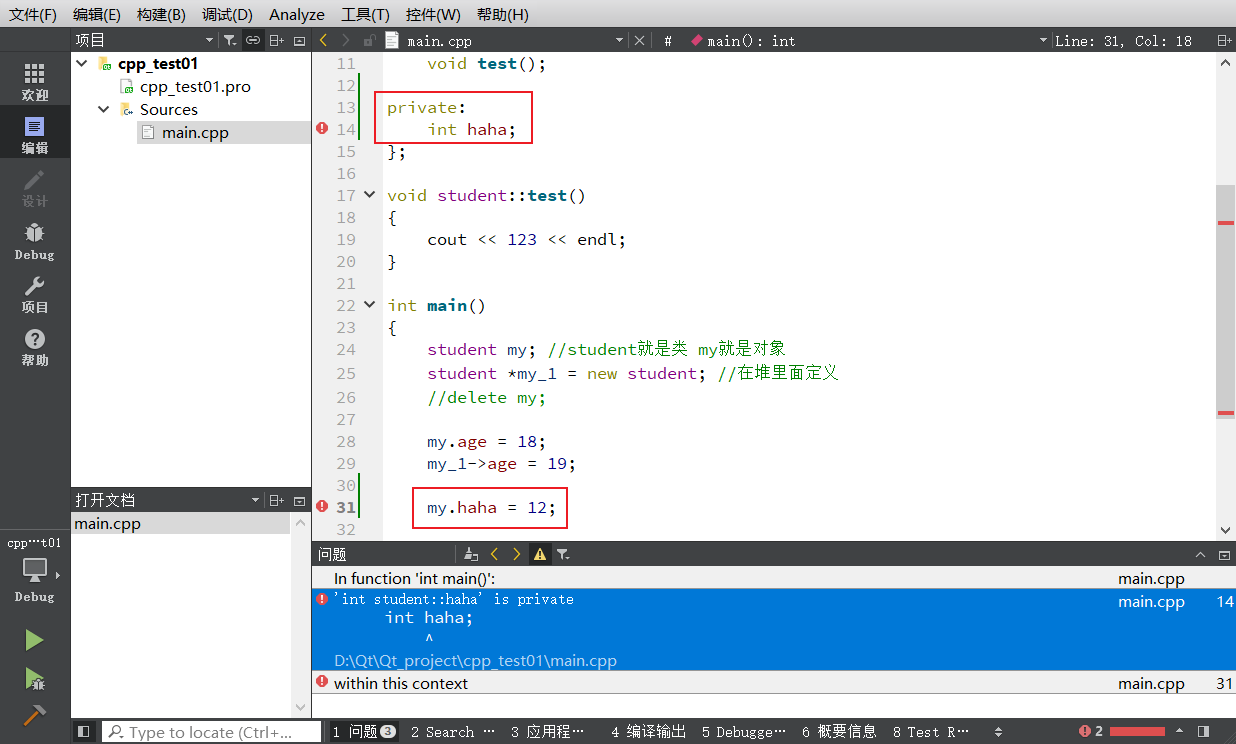 文件(F) 编辑(E) 构建(B) 调试(D) Analyze 工具(T) 控件(W) 帮助(H)
项目
main.cpp
# main(): int
Line: 31, Col: 18
欢迎
编辑
设计
Debug
项目
帮助
cpp_test01
cpp_test01.pro
Sources
main.cpp
11 void test();
12
13 private:
14 int haha;
15 };
16
17 void student::test()
18 {
19 cout << 123 << endl;
20 }
21
22 int main()
23 {
24 student my; //student就是类 my就是对象
25 student *my_1 = new student; //在堆里面定义
26 //delete my;
27
28 my.age = 18;
29 my_1->age = 19;
30
31 my.haha = 12;
32
打开文档
main.cpp
cpp···t01
Debug
问题
In function 'int main()': main.cpp
'int student::haha' is private main.cpp 14
int haha;
^
D:\Qt\Qt_project\cpp_test01\main.cpp
within this context main.cpp 31
Type to locate (Ctrl+...
1 问题 3 2 Search ··· 3 应用程··· 4 编译输出 5 Debugge··· 6 概要信息 8 Test R··· 2